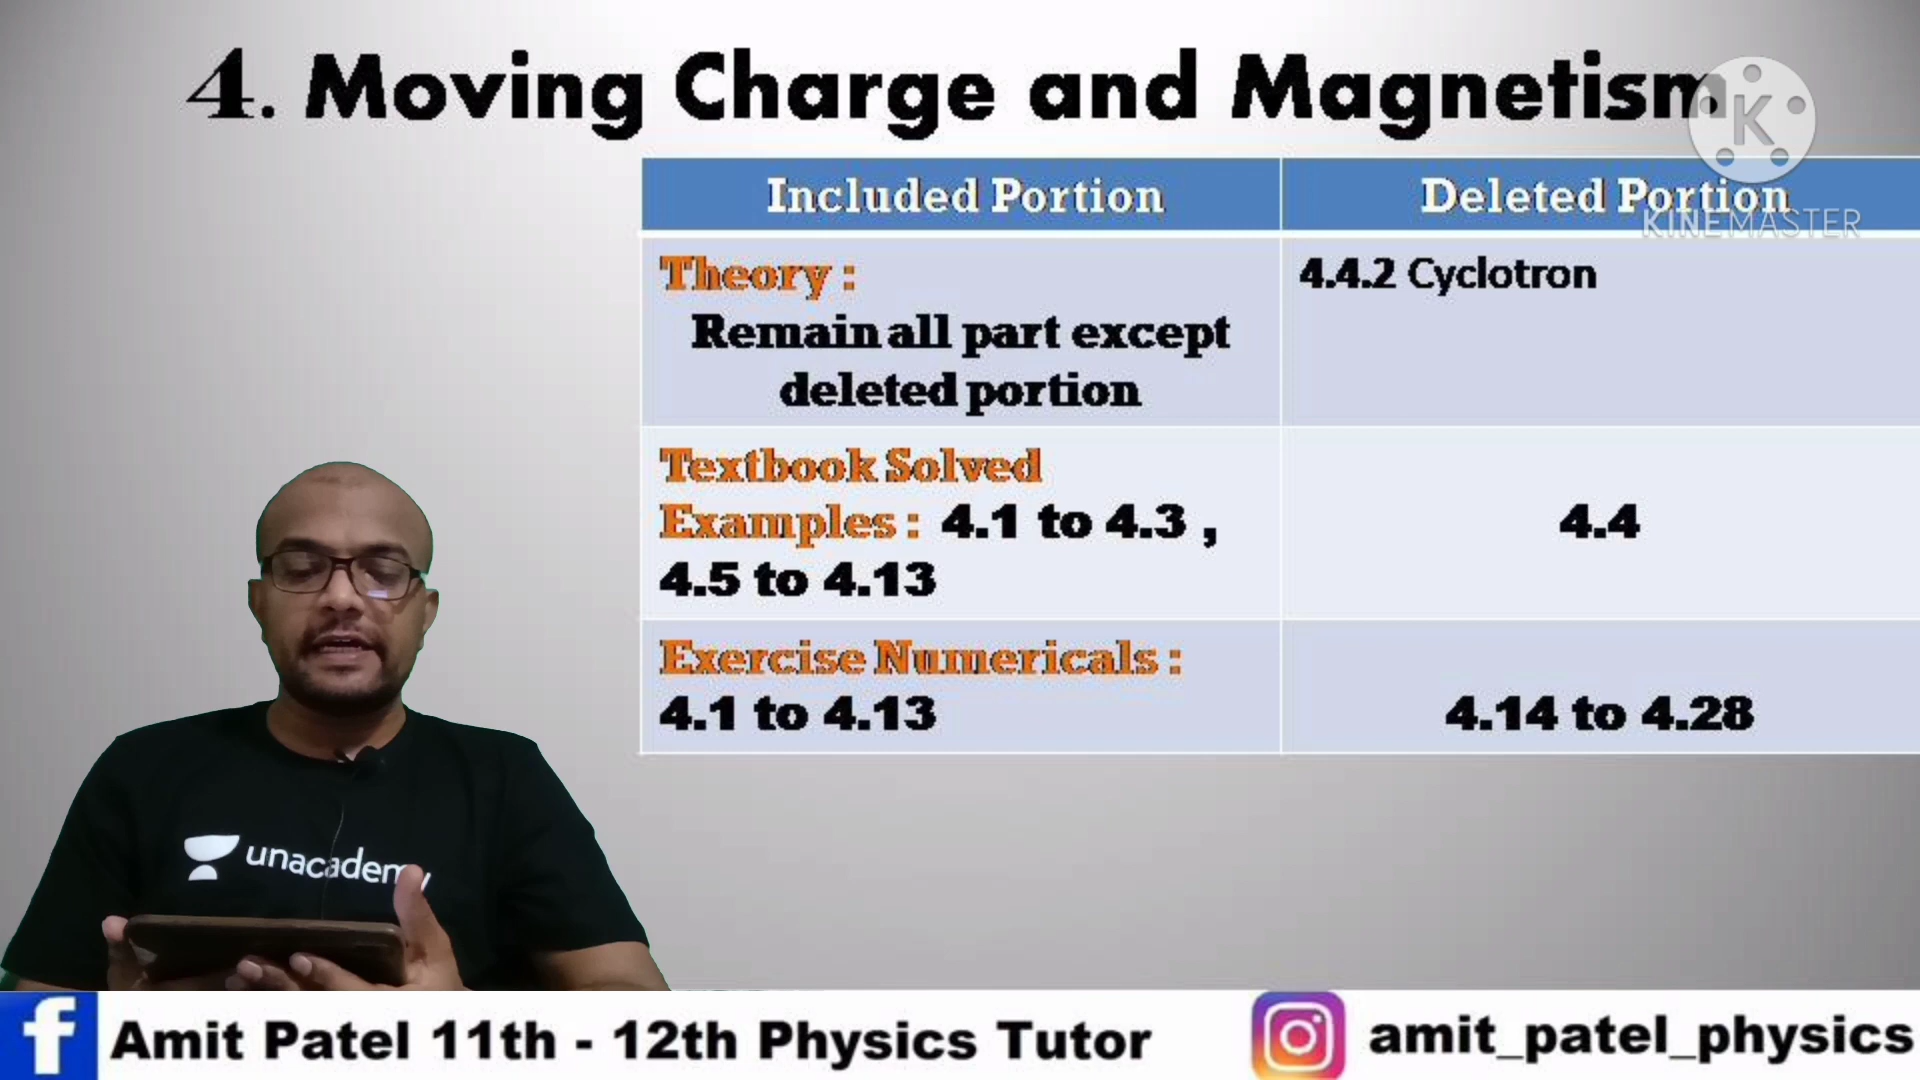 4. Moving Charge and Magnetism
Included Portion
Deleted Portion
KINEMASTER
Theory :
Remain all part except
deleted portion
4.4.2 Cyclotron
Textbook Solved
Examples : 4.1 to 4.3 ,
4.5 to 4.13
4.4
Exercise Numericals :
4.1 to 4.13
4.14 to 4.28
unacademy
Amit Patel 11th - 12th Physics Tutor
amit_patel_physics